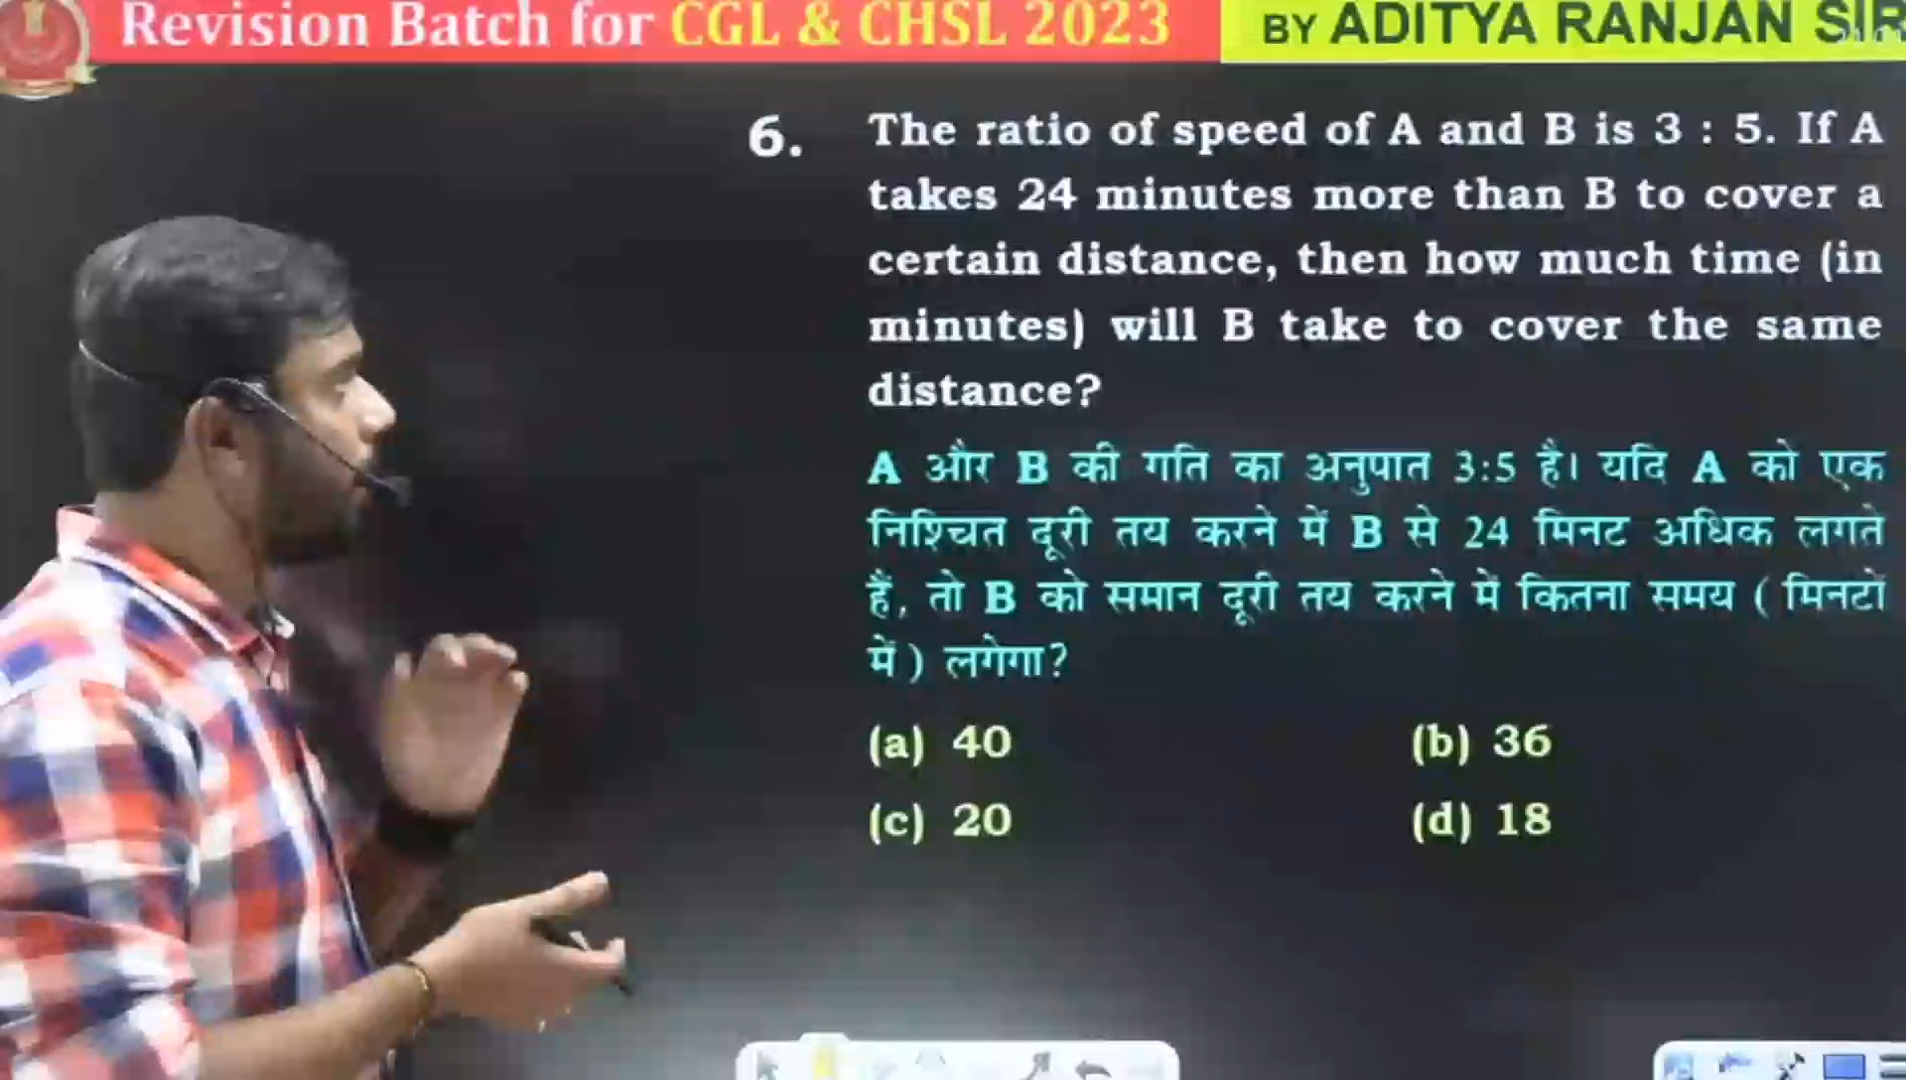 Revision Batch for CGL & CHSL 2023
BY ADITYA RANJAN SIR
6. The ratio of speed of A and B is 3 : 5. If A
takes 24 minutes more than B to cover a
certain distance, then how much time (in
minutes) will B take to cover the same
distance?
A और B की गति का अनुपात 3:5 है। यदि A को एक
निश्चित दूरी तय करने में B से 24 मिनट अधिक लगते
हैं, तो B को समान दूरी तय करने में कितना समय ( मिनटों
में ) लगेगा?
(a) 40 (b) 36
(c) 20 (d) 18